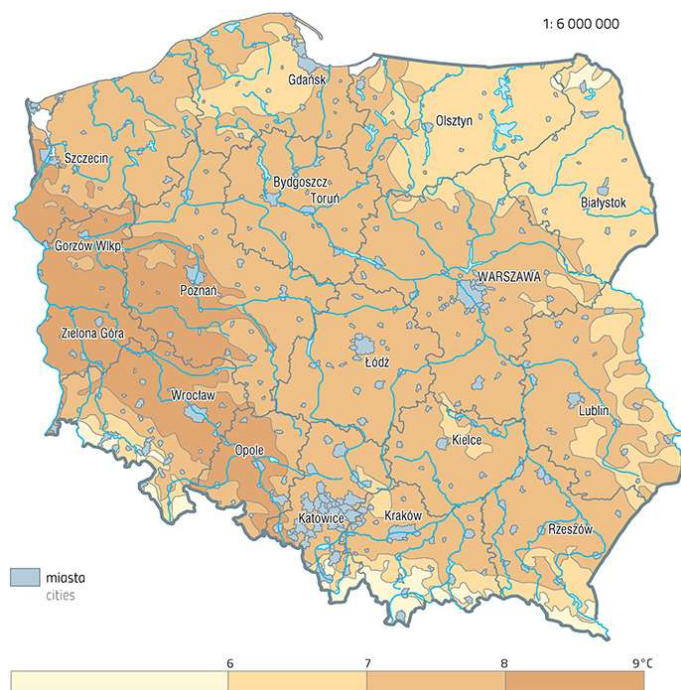 1: 6 000 000
Gdańsk
Olsztyn
Szczecin
Bydgoszcz
Toruń
Białystok
Gorzów Wlkp.
Poznań
WARSZAWA
Zielona Góra
Łódź
Wrocław
Lublin
Opole
Kielce
Katowice
Kraków
Rzeszów
miasta
cities
6 7 8 9°C